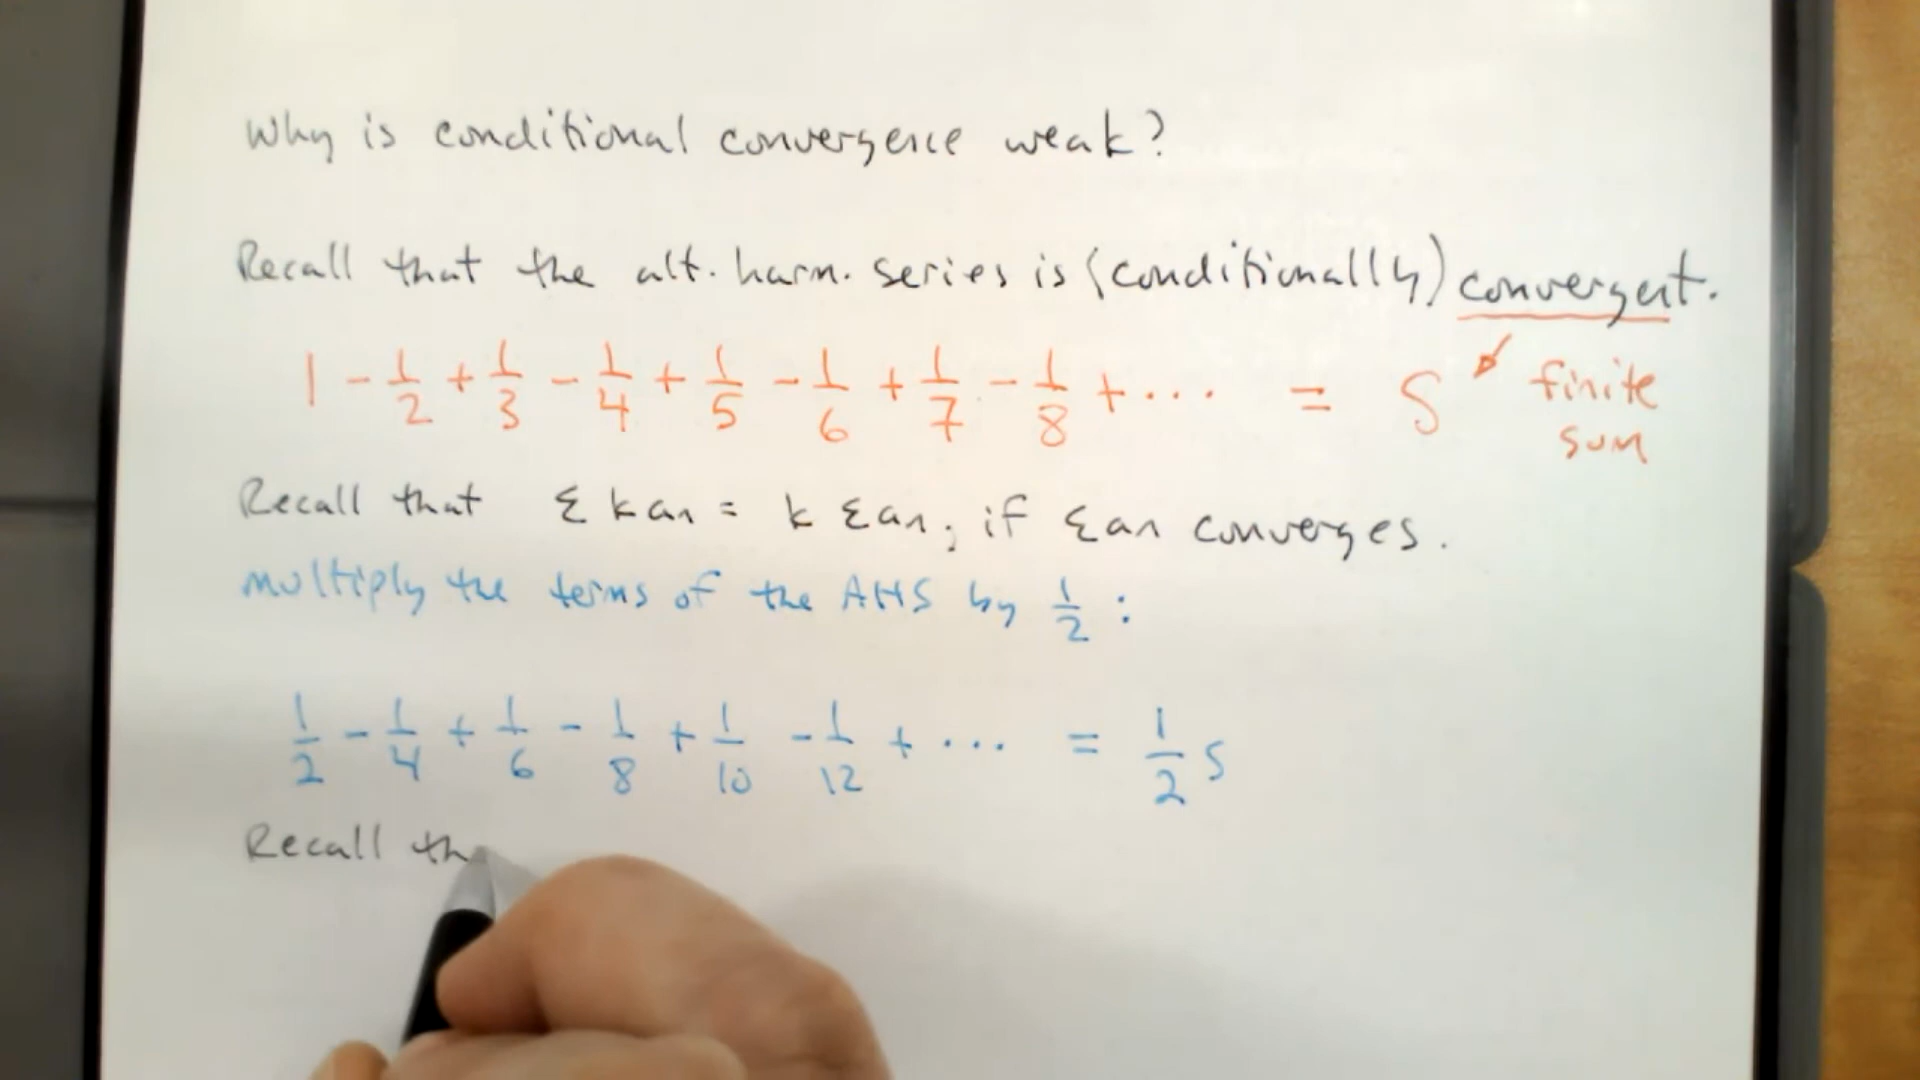 Why is conditional convergence weak?
Recall that the alt. harm. series is (conditionally) convergent.
1 - 1/2 + 1/3 - 1/4 + 1/5 - 1/6 + 1/7 - 1/8 + ... = S finite
sum
Recall that Σ k an = k Σ an, if Σ an converges.
multiply the terms of the AHS by 1/2 :
1/2 - 1/4 + 1/6 - 1/8 + 1/10 - 1/12 + ... = 1/2 S
Recall th